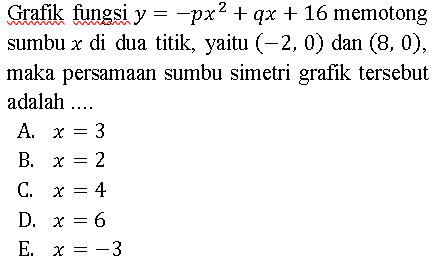 Grafik fungsi y = −px² + qx + 16 memotong
sumbu x di dua titik, yaitu (−2, 0) dan (8, 0),
maka persamaan sumbu simetri grafik tersebut
adalah ....
A. x = 3
B. x = 2
C. x = 4
D. x = 6
E. x = −3